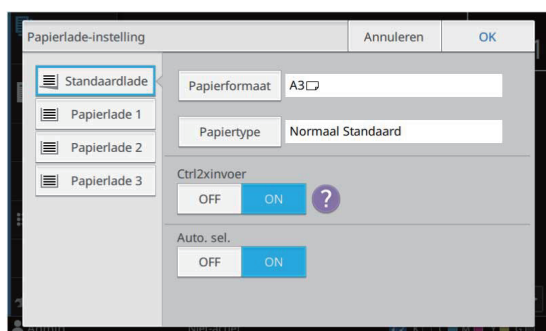 Papierlade-instelling
Annuleren
OK
Standaardlade
Papierlade 1
Papierlade 2
Papierlade 3
Papierformaat A3
Papiertype Normaal Standaard
Ctrl2xinvoer
OFF ON ?
Auto. sel.
OFF ON
Admin